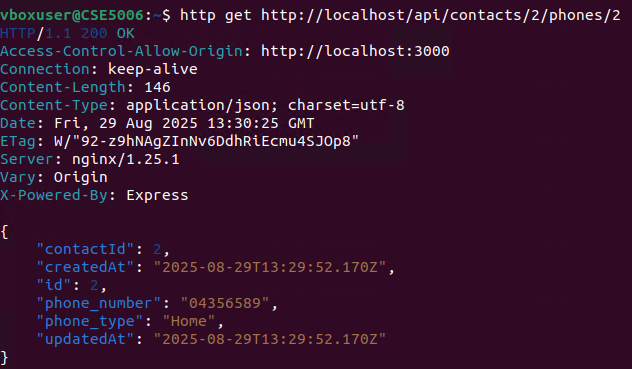 vboxuser@CSE5006:~$ http get http://localhost/api/contacts/2/phones/2
HTTP/1.1 200 OK
Access-Control-Allow-Origin: http://localhost:3000
Connection: keep-alive
Content-Length: 146
Content-Type: application/json; charset=utf-8
Date: Fri, 29 Aug 2025 13:30:25 GMT
ETag: W/"92-z9hNAgZInNv6DdhRiEcmu4SJOp8"
Server: nginx/1.25.1
Vary: Origin
X-Powered-By: Express
{
    "contactId": 2,
    "createdAt": "2025-08-29T13:29:52.170Z",
    "id": 2,
    "phone_number": "04356589",
    "phone_type": "Home",
    "updatedAt": "2025-08-29T13:29:52.170Z"
}